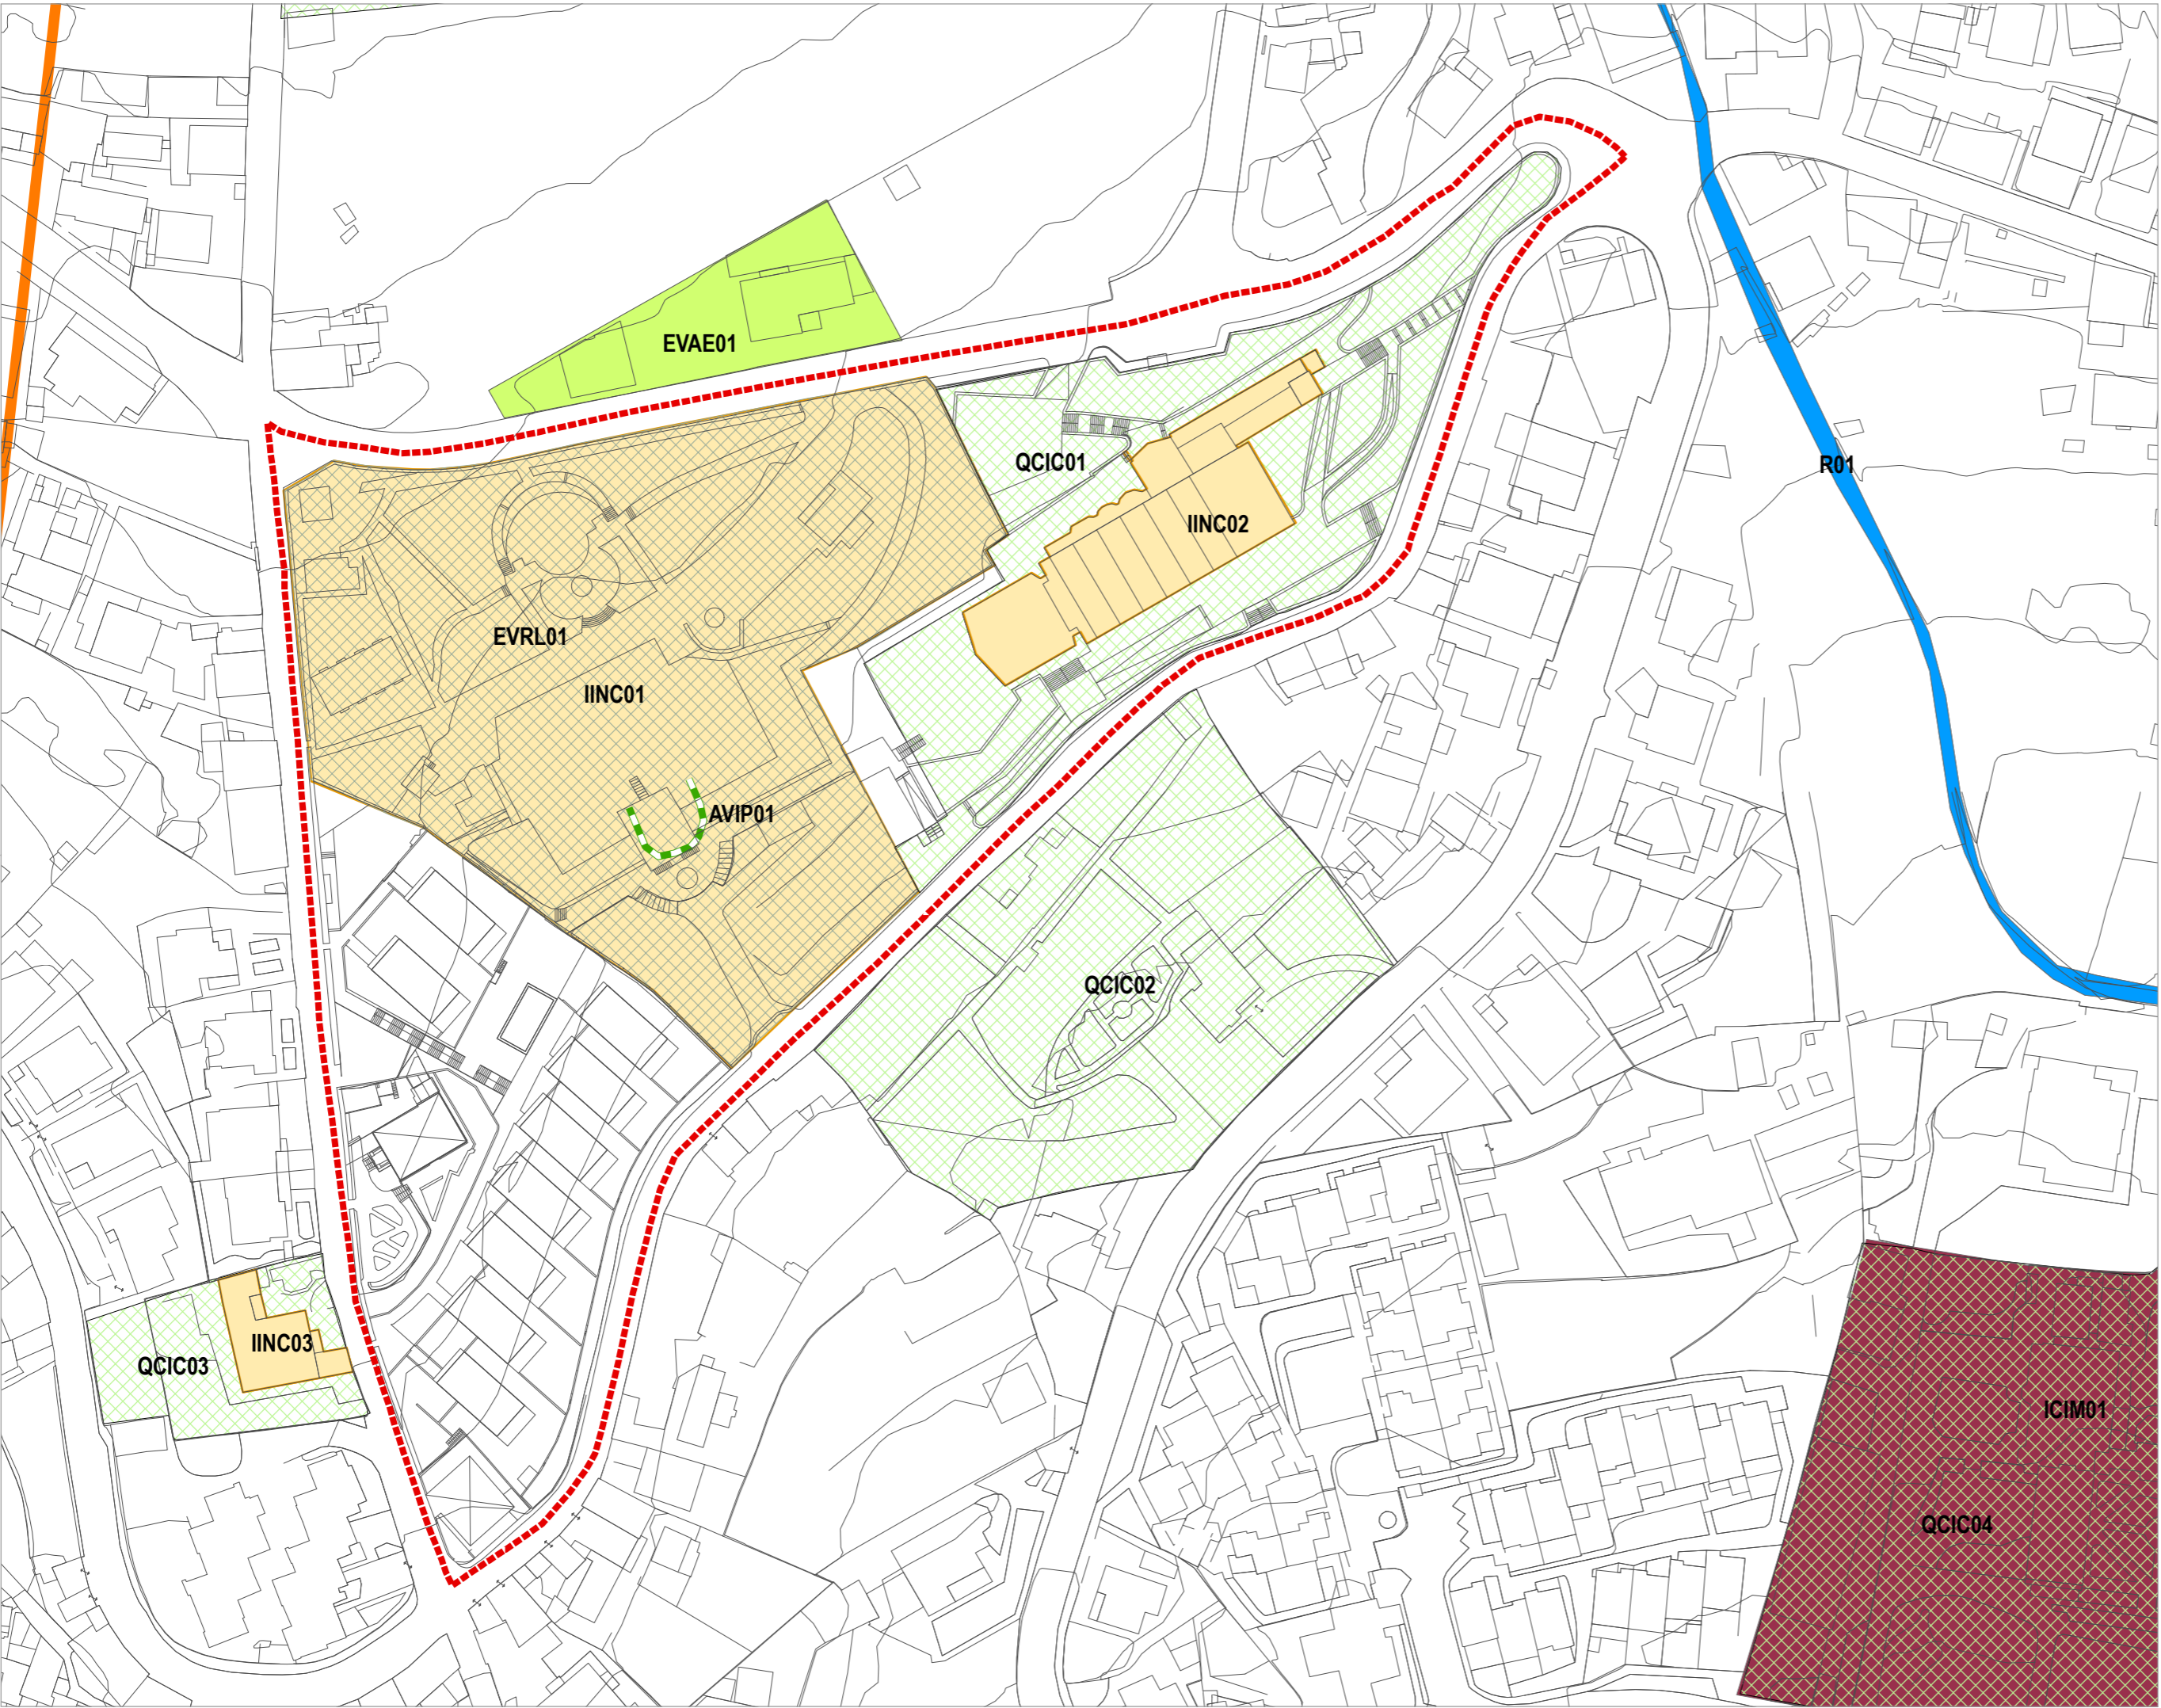 EVAE01
QCIC01
R01
IINC02
EVRL01
IINC01
AVIP01
QCIC02
IINC03
QCIC03
ICIM01
QCIC04